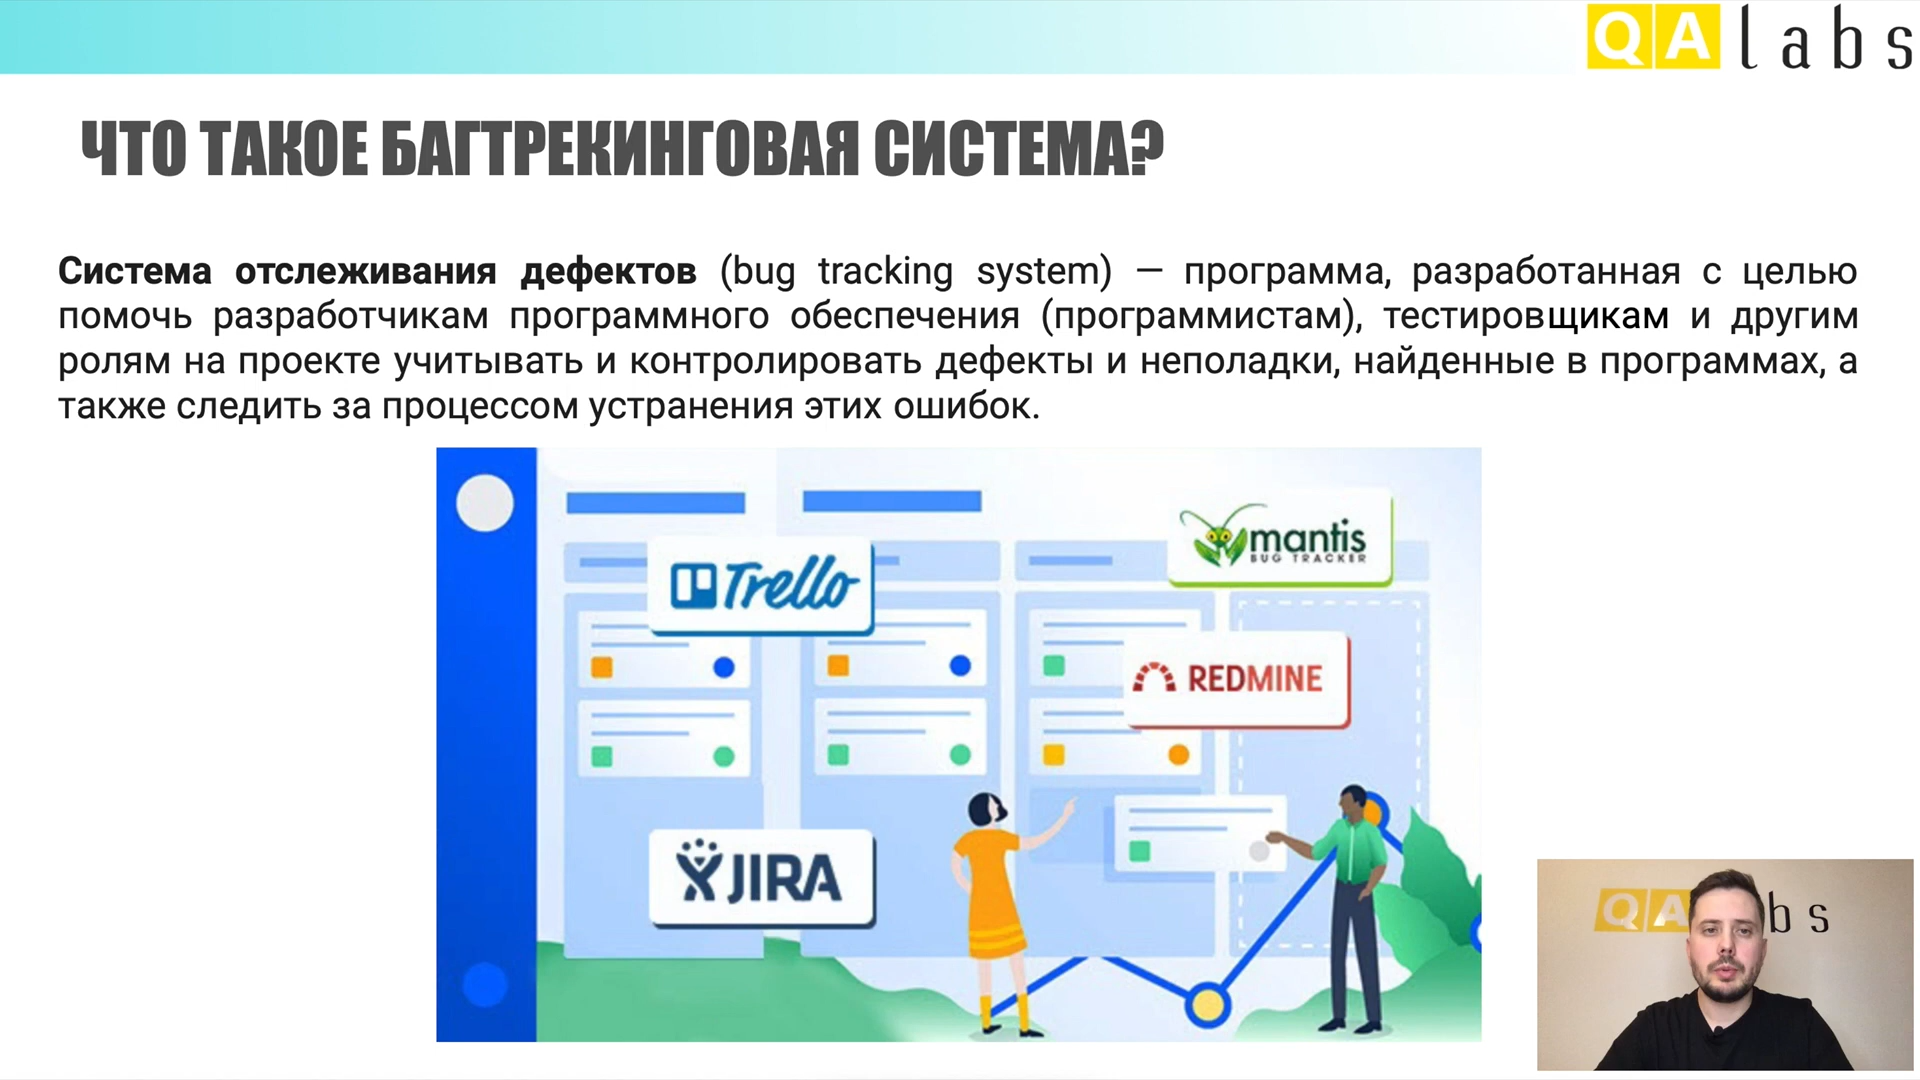 QA labs
ЧТО ТАКОЕ БАГТРЕКИНГОВАЯ СИСТЕМА?
Система отслеживания дефектов (bug tracking system) — программа, разработанная с целью
помочь разработчикам программного обеспечения (программистам), тестировщикам и другим
ролям на проекте учитывать и контролировать дефекты и неполадки, найденные в программах, а
также следить за процессом устранения этих ошибок.
mantis
BUG TRACKER
Trello
REDMINE
JIRA
QA bs